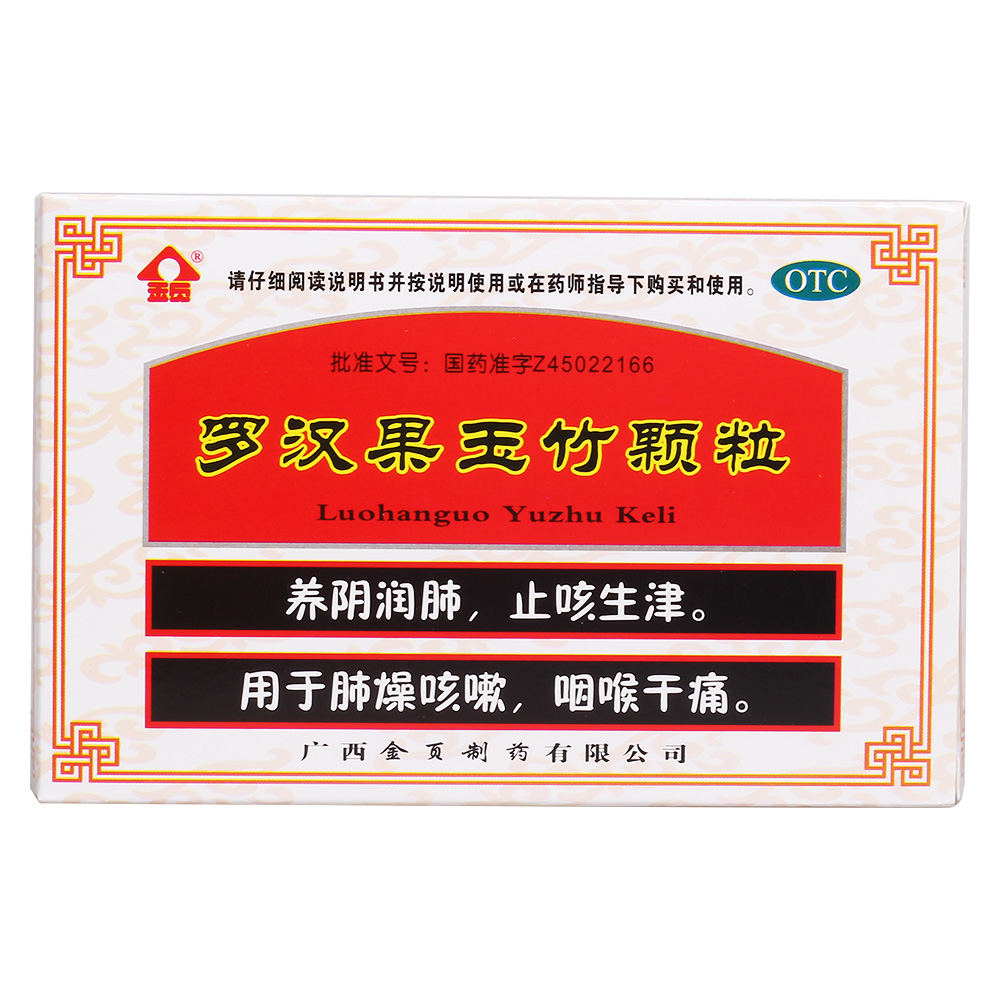 金页®
请仔细阅读说明书并按说明使用或在药师指导下购买和使用。
OTC
批准文号：国药准字Z45022166
罗汉果玉竹颗粒
Luohanguo Yuzhu Keli
养阴润肺，止咳生津。
用于肺燥咳嗽，咽喉干痛。
广西金页制药有限公司